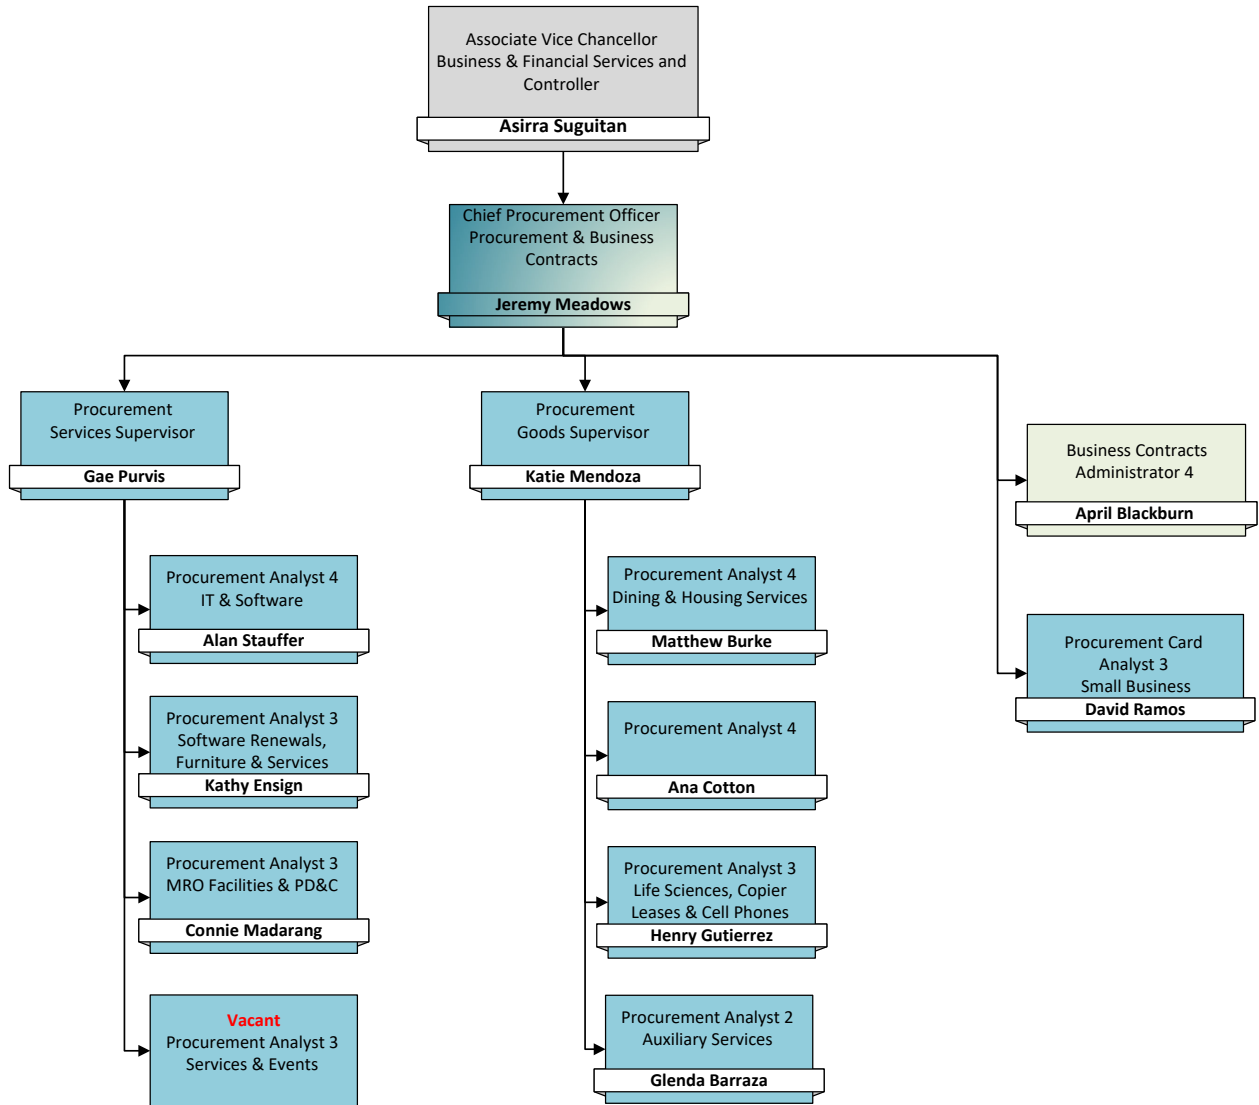 Associate Vice Chancellor
Business & Financial Services and
Controller
Asirra Suguitan
Chief Procurement Officer
Procurement & Business
Contracts
Jeremy Meadows
Procurement
Services Supervisor
Gae Purvis
Procurement
Goods Supervisor
Katie Mendoza
Business Contracts
Administrator 4
April Blackburn
Procurement Analyst 4
IT & Software
Alan Stauffer
Procurement Analyst 4
Dining & Housing Services
Matthew Burke
Procurement Card
Analyst 3
Small Business
David Ramos
Procurement Analyst 3
Software Renewals,
Furniture & Services
Kathy Ensign
Procurement Analyst 4
Ana Cotton
Procurement Analyst 3
MRO Facilities & PD&C
Connie Madarang
Procurement Analyst 3
Life Sciences, Copier
Leases & Cell Phones
Henry Gutierrez
Vacant
Procurement Analyst 3
Services & Events
Procurement Analyst 2
Auxiliary Services
Glenda Barraza